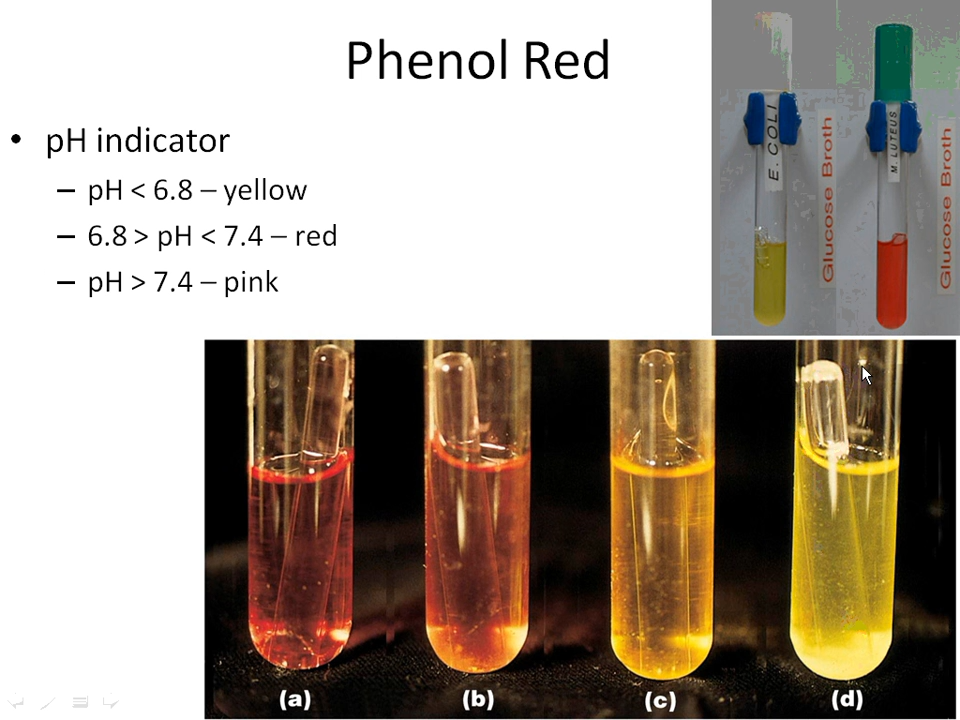 Phenol Red
• pH indicator
– pH < 6.8 – yellow
– 6.8 > pH < 7.4 – red
– pH > 7.4 – pink
E. COLI
Glucose Broth
M. LUTEUS
Glucose Broth
(a)
(b)
(c)
(d)